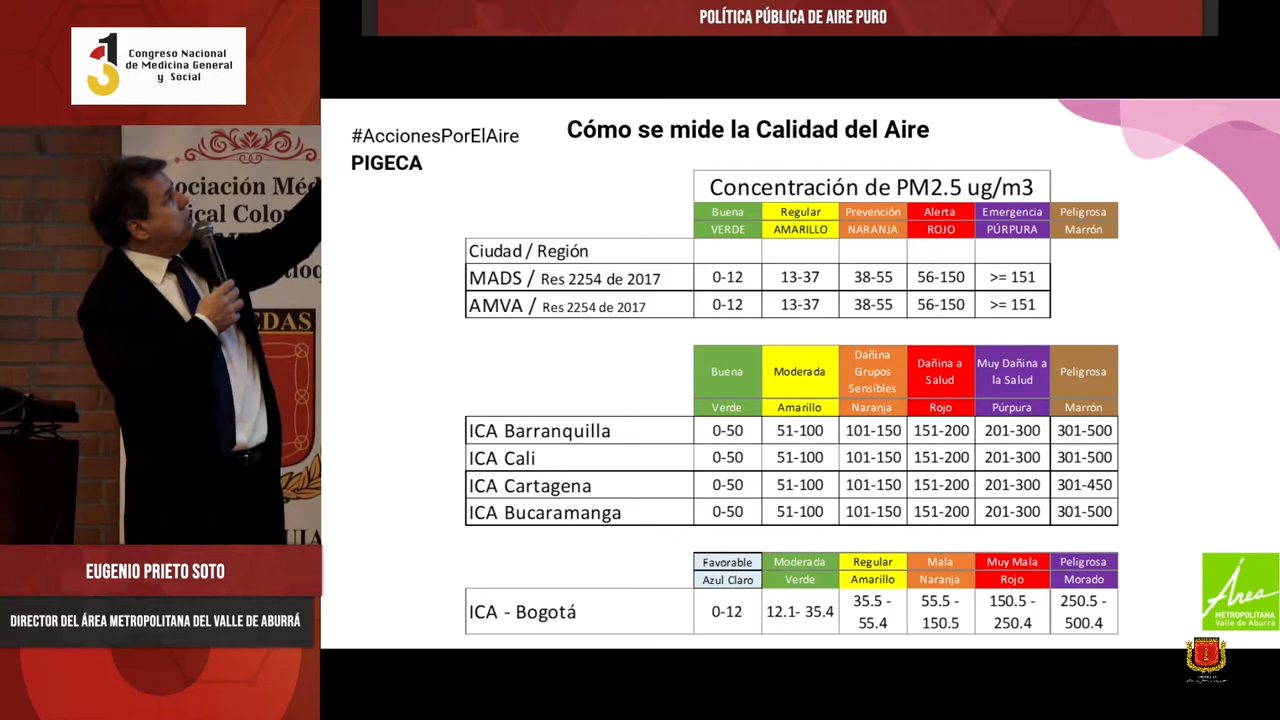 POLÍTICA PÚBLICA DE AIRE PURO
Congreso Nacional
de Medicina General
y Social
#AccionesPorElAire
PIGECA
Cómo se mide la Calidad del Aire
Concentración de PM2.5 ug/m3
Buena Regular Prevención Alerta Emergencia Peligrosa
VERDE AMARILLO NARANJA ROJO PÚRPURA Marrón
Ciudad / Región
MADS / Res 2254 de 2017 0-12 13-37 38-55 56-150 >= 151
AMVA / Res 2254 de 2017 0-12 13-37 38-55 56-150 >= 151
Buena Moderada Dañina Grupos Sensibles Dañina a Salud Muy Dañina a la Salud Peligrosa
Verde Amarillo Naranja Rojo Púrpura Marrón
ICA Barranquilla 0-50 51-100 101-150 151-200 201-300 301-500
ICA Cali 0-50 51-100 101-150 151-200 201-300 301-500
ICA Cartagena 0-50 51-100 101-150 151-200 201-300 301-450
ICA Bucaramanga 0-50 51-100 101-150 151-200 201-300 301-500
Favorable Moderada Regular Mala Muy Mala Peligrosa
Azul Claro Verde Amarillo Naranja Rojo Morado
ICA - Bogotá 0-12 12.1- 35.4 35.5 - 55.4 55.5 - 150.5 150.5 - 250.4 250.5 - 500.4
Área
METROPOLITANA
Valle de Aburrá
EUGENIO PRIETO SOTO
DIRECTOR DEL ÁREA METROPOLITANA DEL VALLE DE ABURRÁ